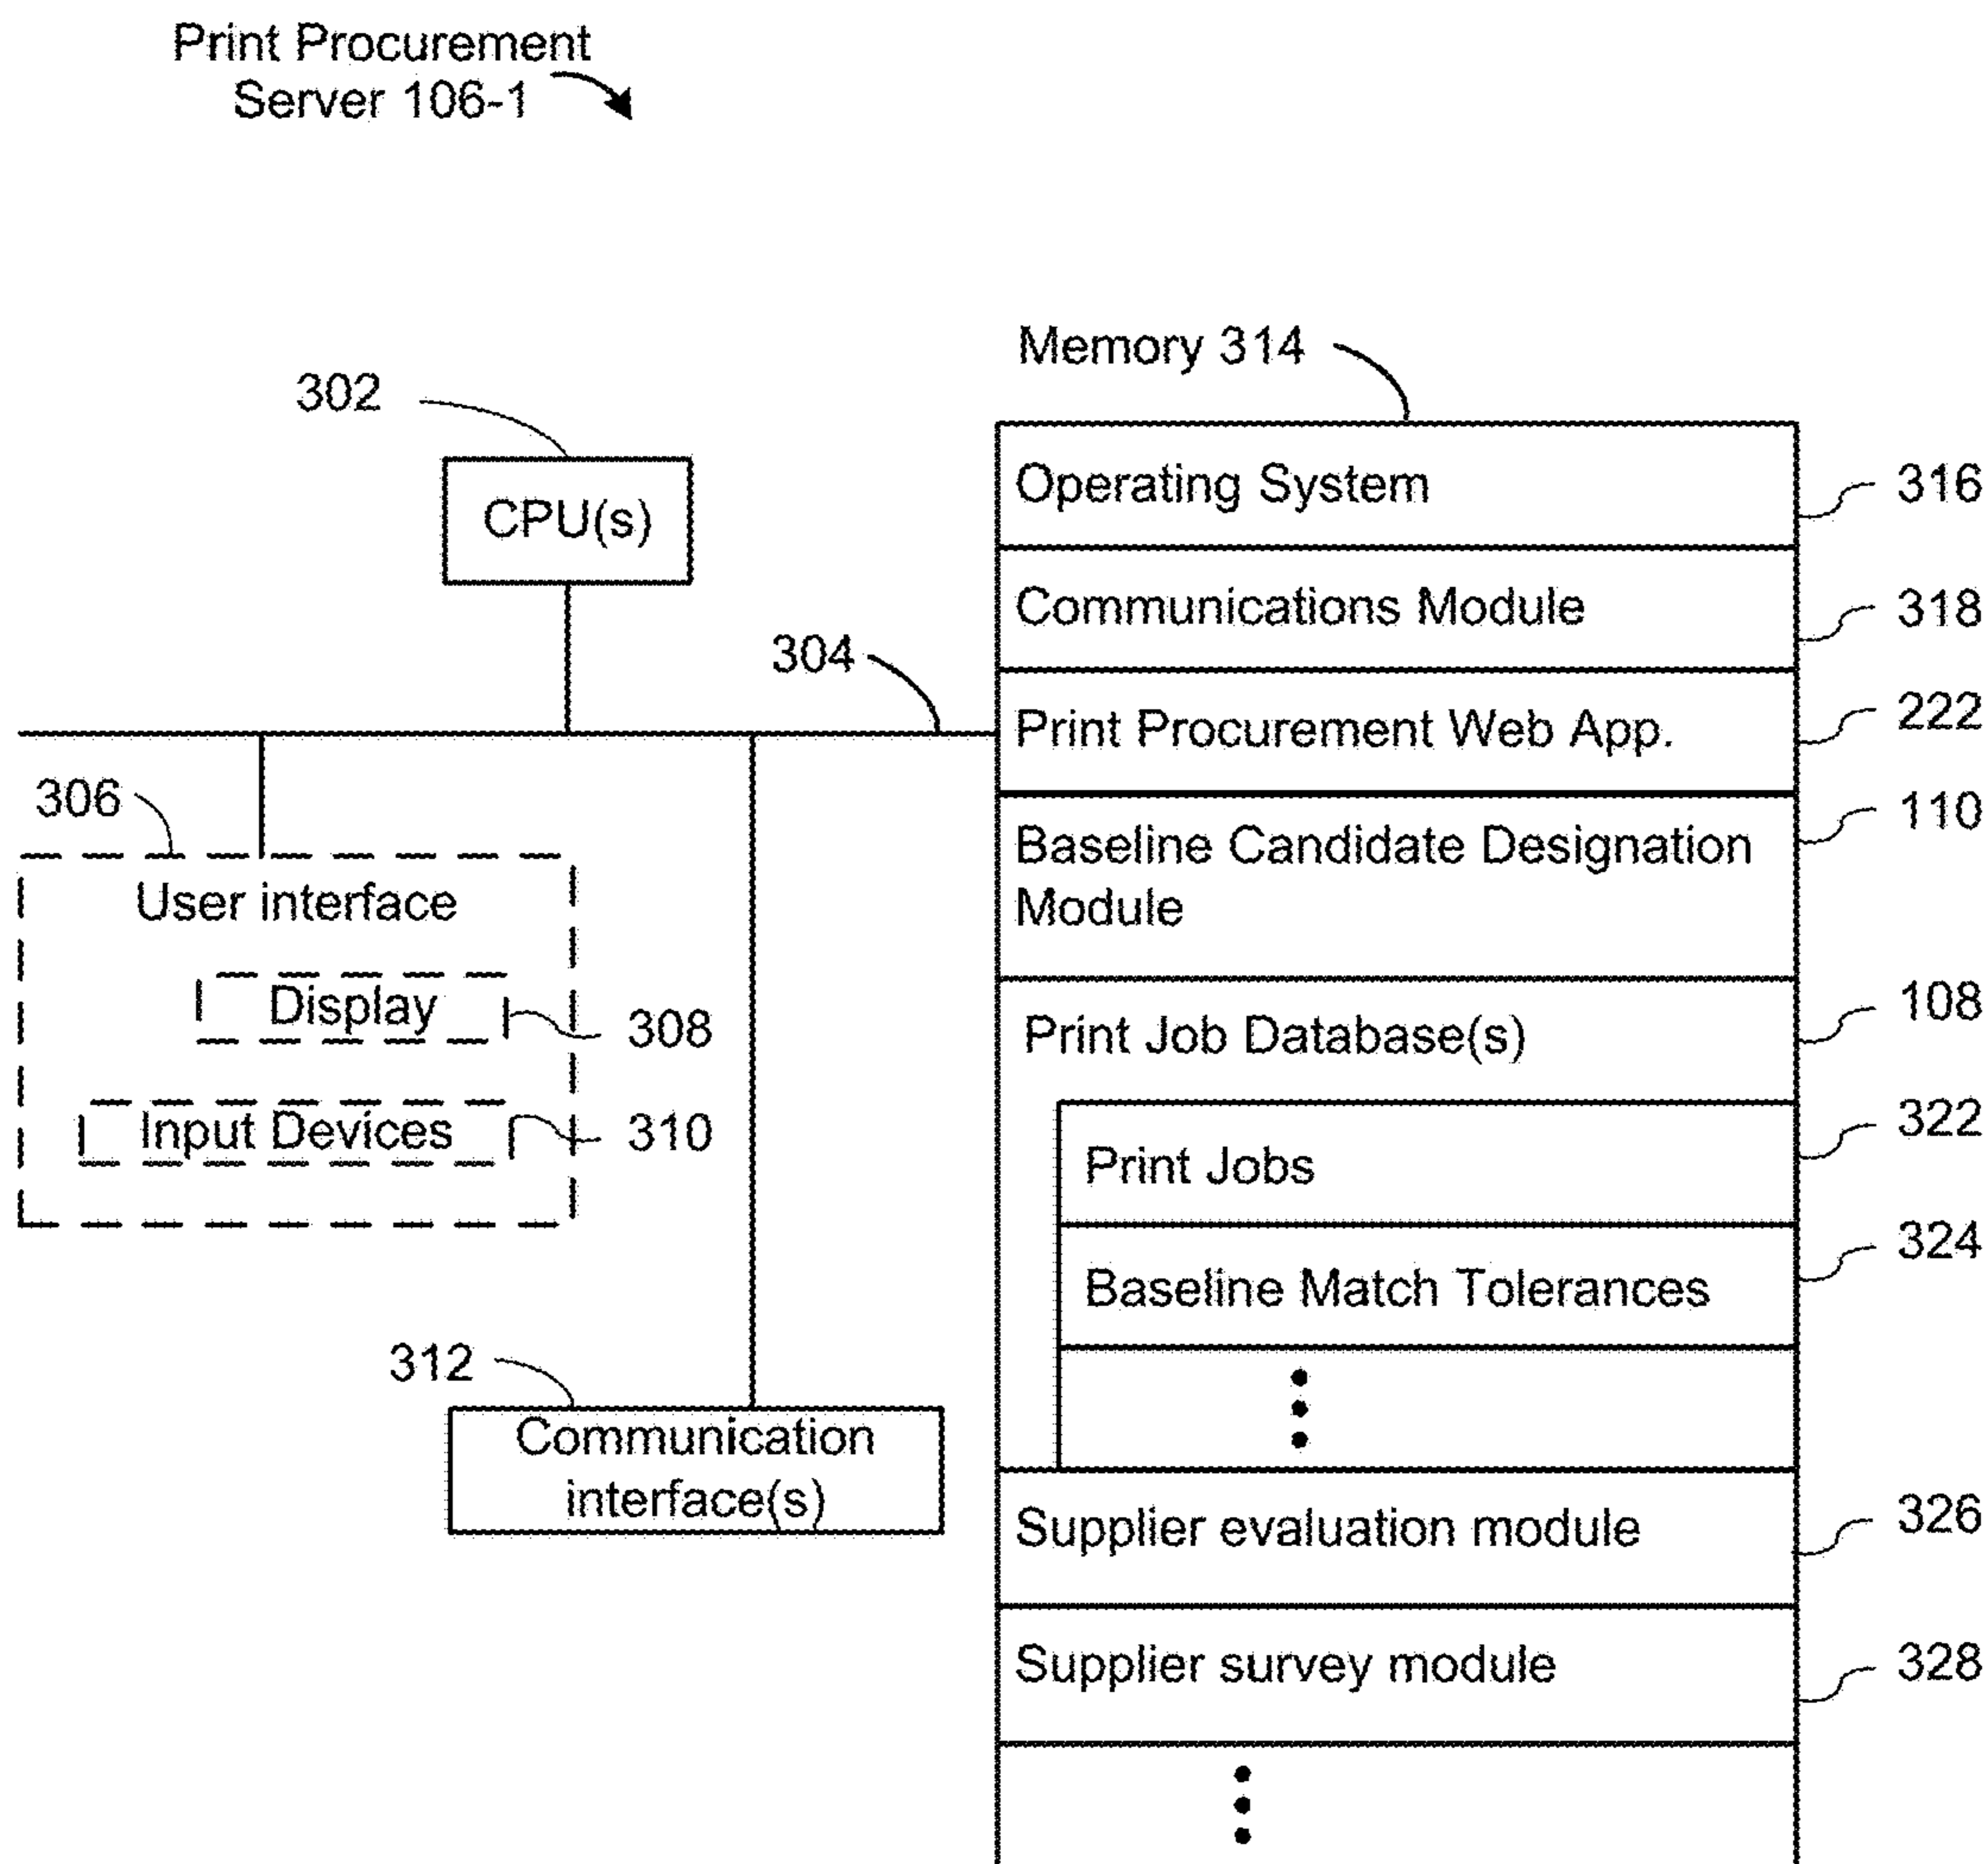 Print Procurement
Server 106-1
Memory 314
302
CPU(s)
304
306
User interface
Display
308
Input Devices
310
312
Communication
interface(s)
Operating System
316
Communications Module
318
Print Procurement Web App.
222
Baseline Candidate Designation
Module
110
Print Job Database(s)
108
Print Jobs
322
Baseline Match Tolerances
324
Supplier evaluation module
326
Supplier survey module
328